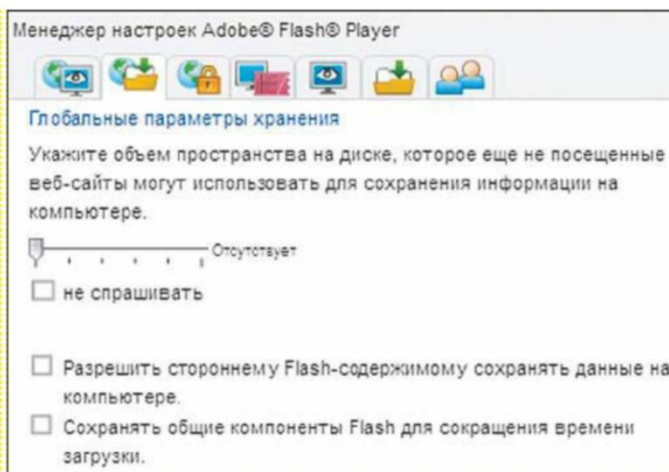 Менеджер настроек Adobe® Flash® Player
Глобальные параметры хранения
Укажите объем пространства на диске, которое еще не посещенные
веб-сайты могут использовать для сохранения информации на
компьютере.
Отсутствует
не спрашивать
Разрешить стороннему Flash-содержимому сохранять данные на
компьютере.
Сохранять общие компоненты Flash для сокращения времени
загрузки.